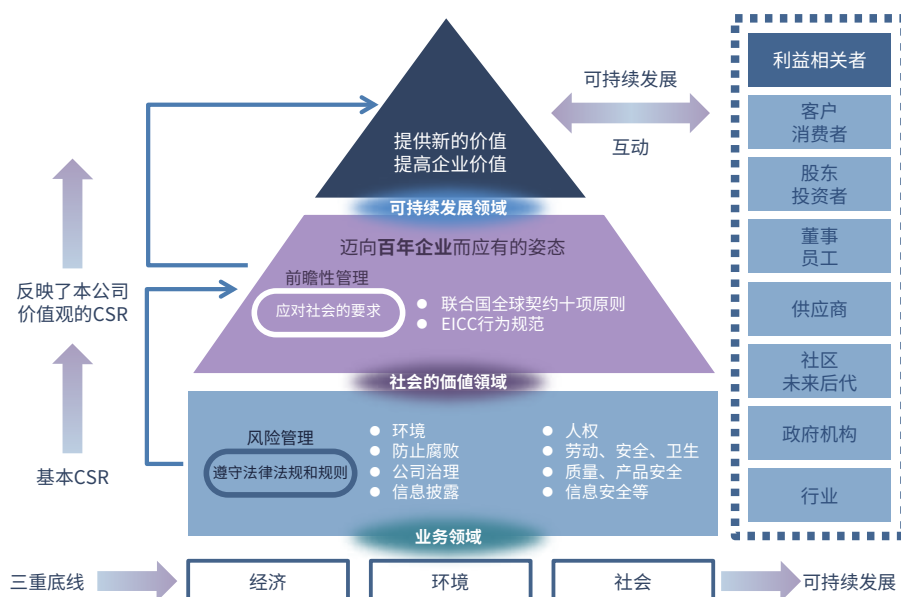 利益相关者
客户
消费者
股东
投资者
董事
员工
供应商
社区
未来后代
政府机构
行业
可持续发展
互动
提供新的价值
提高企业价值
可持续发展领域
迈向百年企业而应有的姿态
前瞻性管理
应对社会的要求
联合国全球契约十项原则
EICC行为规范
社会的価値領域
反映了本公司
价值观的CSR
基本CSR
风险管理
遵守法律法规和规则
环境
防止腐败
公司治理
信息披露
人权
劳动、安全、卫生
质量、产品安全
信息安全等
业务领域
三重底线
经济
环境
社会
可持续发展